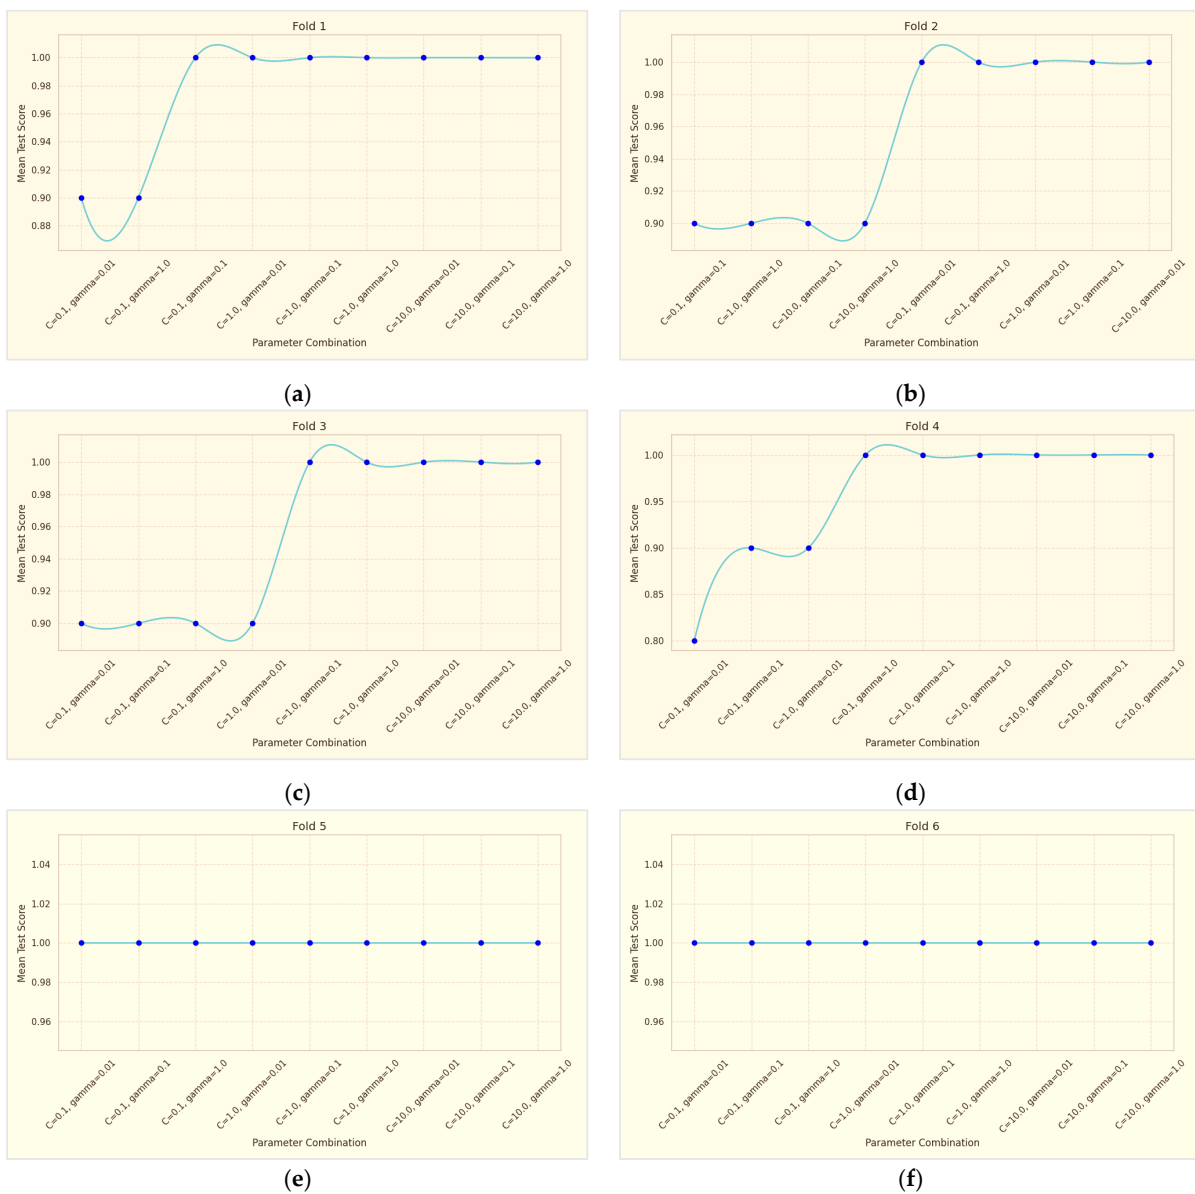 Fold 1
Mean Test Score
1.00
0.98
0.96
0.94
0.92
0.90
0.88
C=0.1, gamma=0.01
C=0.1, gamma=1.0
C=0.1, gamma=0.1
C=1.0, gamma=0.01
C=1.0, gamma=0.1
C=1.0, gamma=1.0
C=10.0, gamma=0.01
C=10.0, gamma=0.1
C=10.0, gamma=1.0
Parameter Combination
(a)
Fold 2
Mean Test Score
1.00
0.98
0.96
0.94
0.92
0.90
C=0.1, gamma=0.1
C=1.0, gamma=1.0
C=10.0, gamma=0.1
C=10.0, gamma=1.0
C=0.1, gamma=0.01
C=0.1, gamma=1.0
C=1.0, gamma=0.01
C=1.0, gamma=0.1
C=10.0, gamma=0.01
Parameter Combination
(b)
Fold 3
Mean Test Score
1.00
0.98
0.96
0.94
0.92
0.90
C=0.1, gamma=0.01
C=0.1, gamma=0.1
C=0.1, gamma=1.0
C=1.0, gamma=0.01
C=1.0, gamma=0.1
C=1.0, gamma=1.0
C=10.0, gamma=0.01
C=10.0, gamma=0.1
C=10.0, gamma=1.0
Parameter Combination
(c)
Fold 4
Mean Test Score
1.00
0.95
0.90
0.85
0.80
C=0.1, gamma=0.01
C=0.1, gamma=0.1
C=1.0, gamma=0.01
C=0.1, gamma=1.0
C=1.0, gamma=0.1
C=1.0, gamma=1.0
C=10.0, gamma=0.01
C=10.0, gamma=0.1
C=10.0, gamma=1.0
Parameter Combination
(d)
Fold 5
Mean Test Score
1.04
1.02
1.00
0.98
0.96
C=0.1, gamma=0.01
C=0.1, gamma=0.1
C=0.1, gamma=1.0
C=1.0, gamma=0.01
C=1.0, gamma=0.1
C=1.0, gamma=1.0
C=10.0, gamma=0.01
C=10.0, gamma=0.1
C=10.0, gamma=1.0
Parameter Combination
(e)
Fold 6
Mean Test Score
1.04
1.02
1.00
0.98
0.96
C=0.1, gamma=0.01
C=0.1, gamma=0.1
C=0.1, gamma=1.0
C=1.0, gamma=0.01
C=1.0, gamma=0.1
C=1.0, gamma=1.0
C=10.0, gamma=0.01
C=10.0, gamma=0.1
C=10.0, gamma=1.0
Parameter Combination
(f)